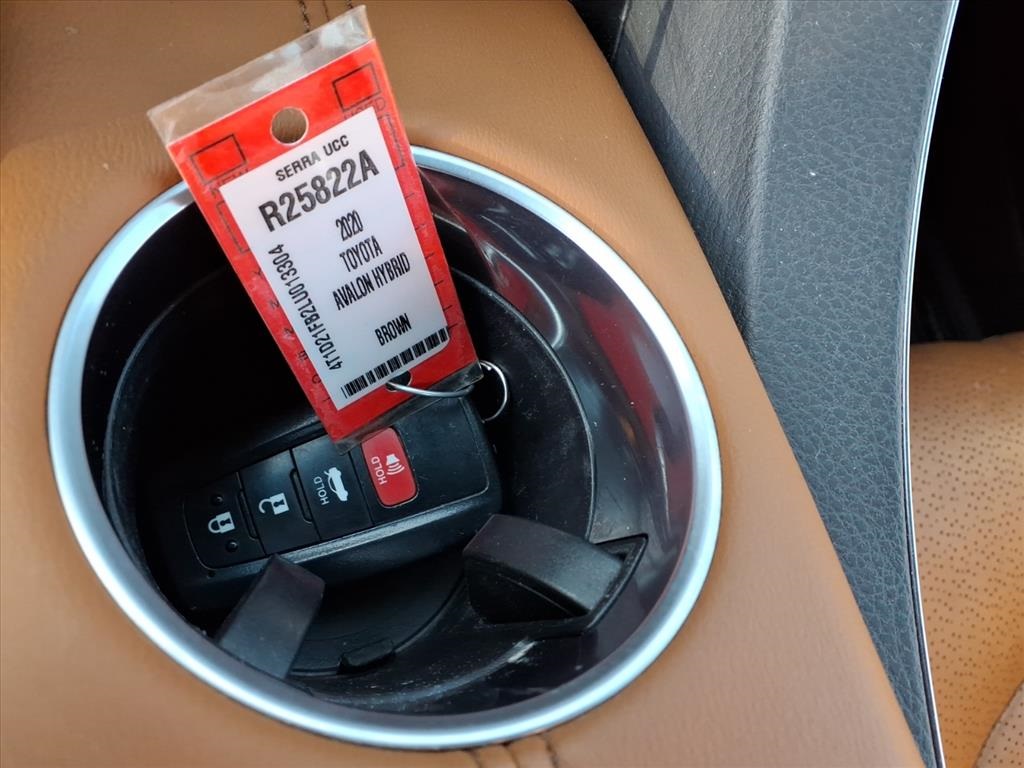 SERRA UCC
R25822A
2020
TOYOTA
AVALON HYBRID
BROWN
4T1D21FB2LU013304
HOLD
HOLD